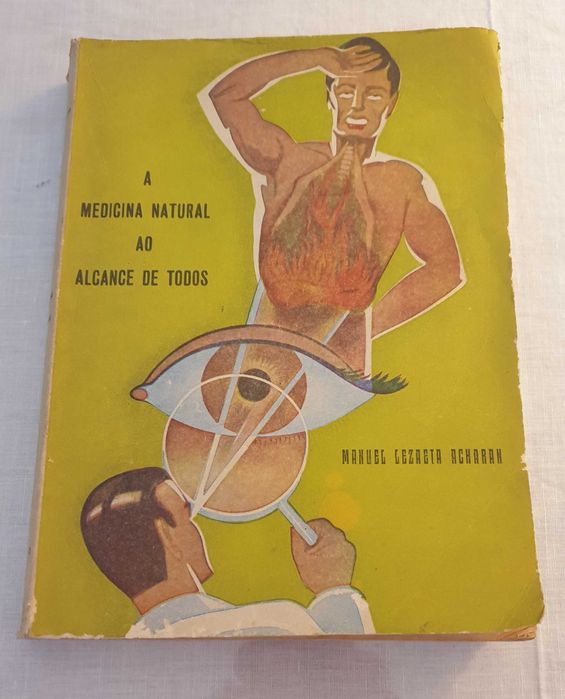 A
MEDICINA NATURAL
AO
ALCANCE DE TODOS
MANUEL LEZAETA ACHARAN